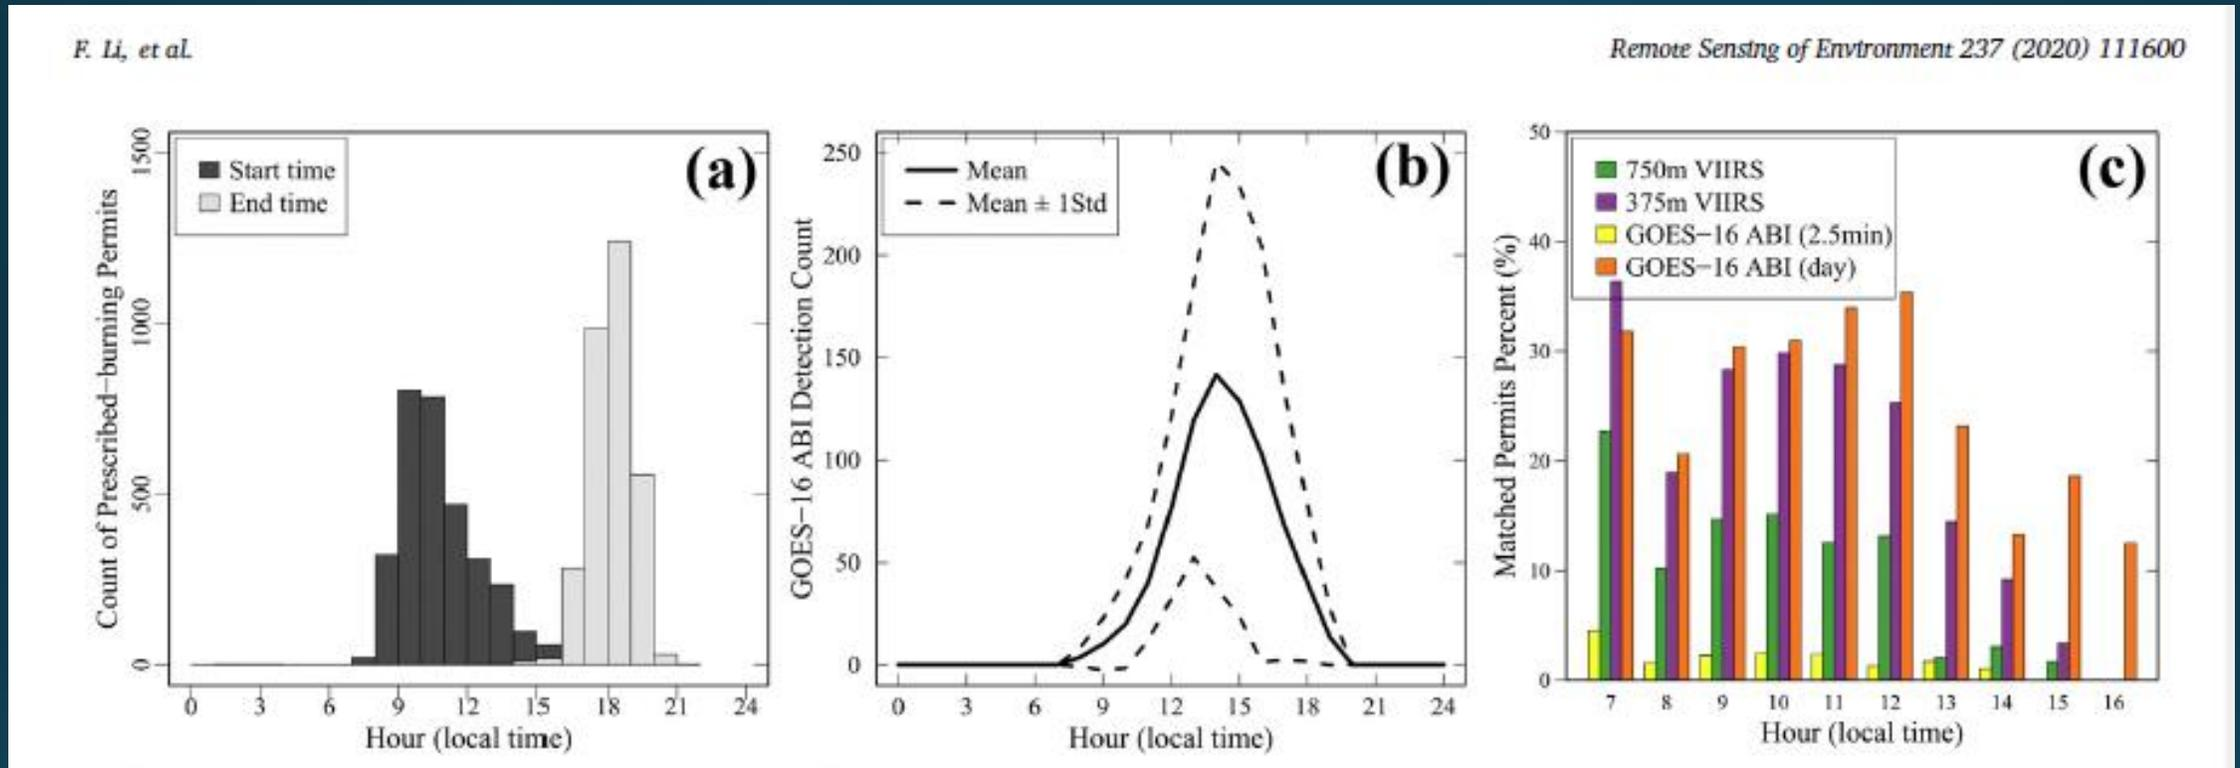 F. Li, et al.
Remote Sensing of Environment 237 (2020) 111600
Start time
End time
(a)
Count of Prescribed−burning Permits
1500
1000
500
0
0 3 6 9 12 15 18 21 24
Hour (local time)
Mean
Mean ± 1Std
(b)
GOES−16 ABI Detection Count
250
200
150
100
50
0
0 3 6 9 12 15 18 21 24
Hour (local time)
750m VIIRS
375m VIIRS
GOES−16 ABI (2.5min)
GOES−16 ABI (day)
(c)
Matched Permits Percent (%)
50
40
30
20
10
0
7 8 9 10 11 12 13 14 15 16
Hour (local time)